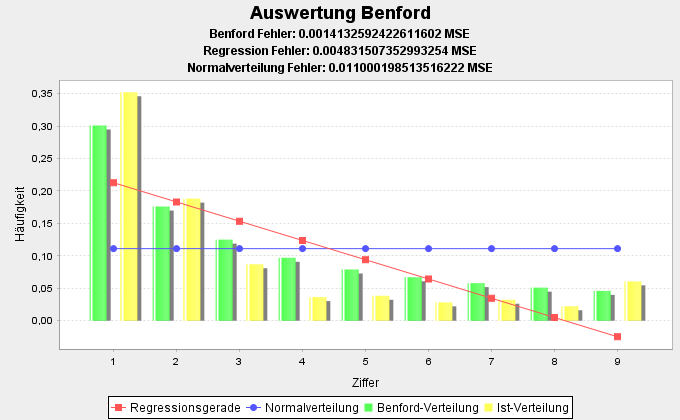 Auswertung Benford
Benford Fehler: 0.0014132592422611602 MSE
Regression Fehler: 0.004831507352993254 MSE
Normalverteilung Fehler: 0.011000198513516222 MSE
Häufigkeit
0,35
0,30
0,25
0,20
0,15
0,10
0,05
0,00
1 2 3 4 5 6 7 8 9
Ziffer
Regressionsgerade Normalverteilung Benford-Verteilung Ist-Verteilung